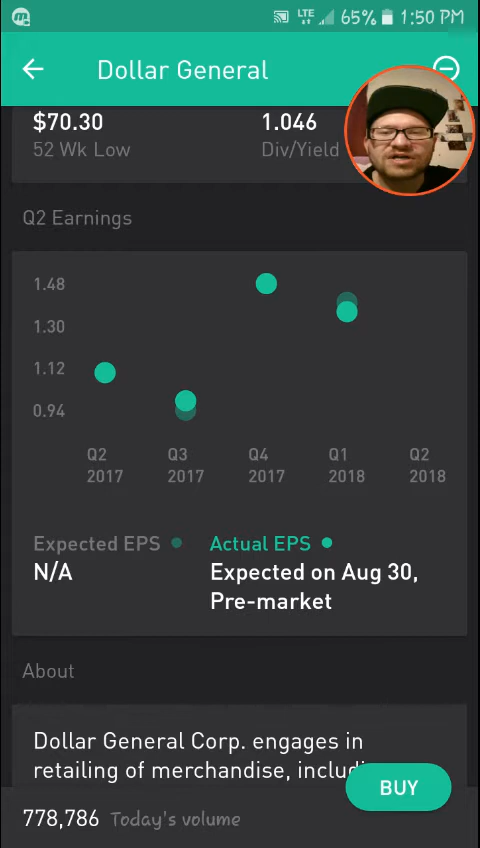 LTE 65% 1:50 PM
Dollar General
$70.30 1.046
52 Wk Low Div/Yield
Q2 Earnings
1.48
1.30
1.12
0.94
Q2 Q3 Q4 Q1 Q2
2017 2017 2017 2018 2018
Expected EPS Actual EPS
N/A Expected on Aug 30,
Pre-market
About
Dollar General Corp. engages in
retailing of merchandise,
BUY
778,786 Today's volume